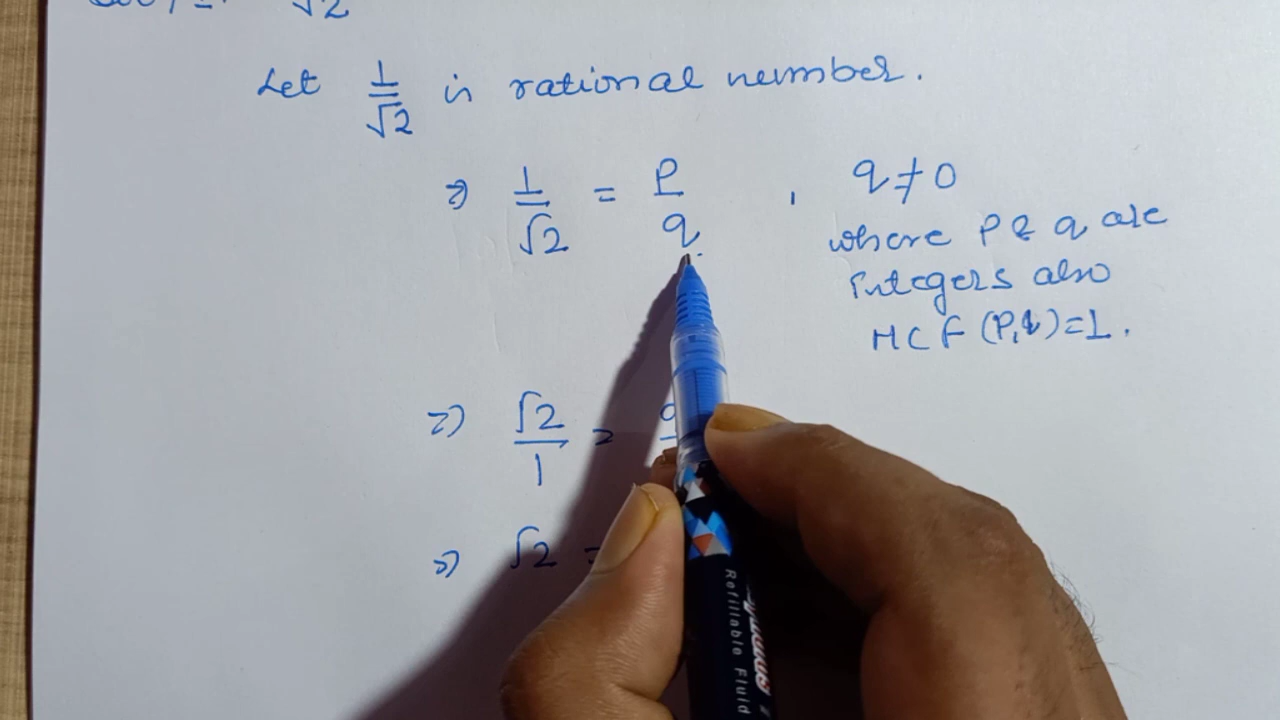 √2
Let 1/√2 is rational number.
⇒ 1/√2 = P/q , q ≠ 0
where P & q are
integers also
HCF (P,q)=1.
⇒ √2/1 = q
⇒ √2 =
Refillable Fluid